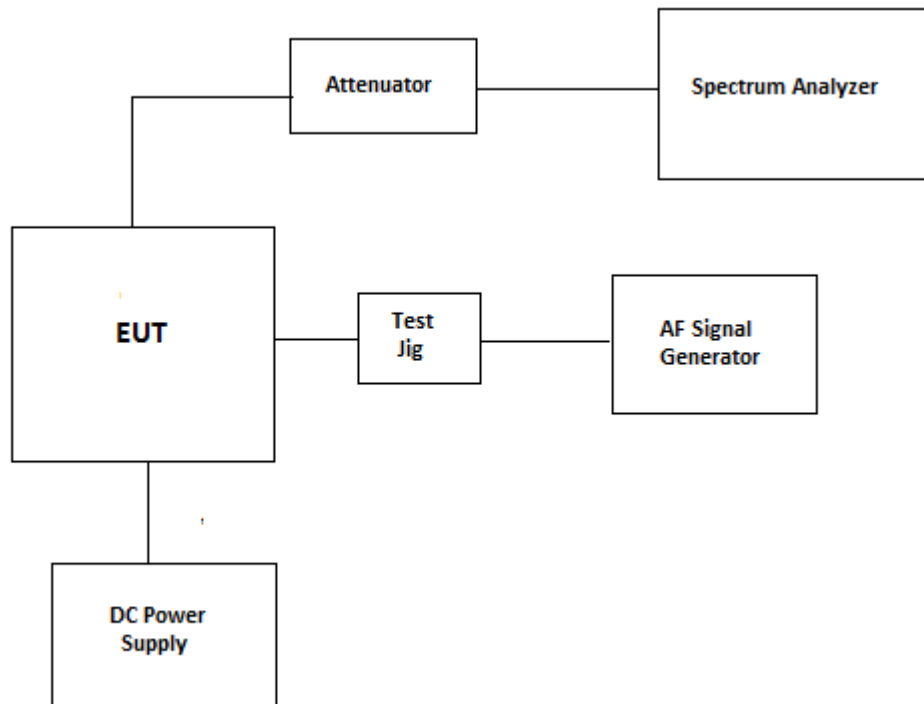 Attenuator
Spectrum Analyzer
EUT
Test
Jig
AF Signal
Generator
DC Power
Supply